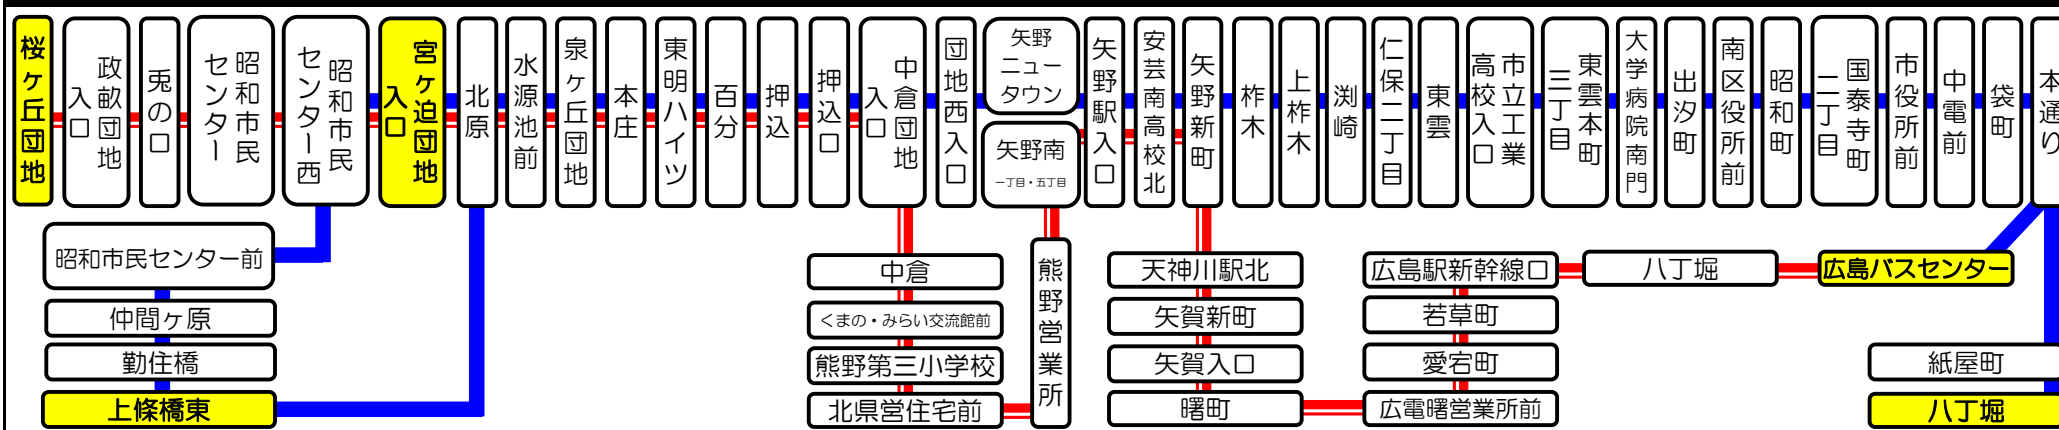 桜ヶ丘団地
政畝団地
入口
兎の口
昭和市民
センター
昭和市民
センター西
宮ヶ迫団地
入口
北原
水源池前
泉ヶ丘団地
本庄
東明ハイツ
百分
押込
押込口
中倉団地
入口
団地西入口
矢野
ニュー
タウン
矢野南
一丁目・五丁目
矢野駅入口
安芸南高校北
矢野新町
柞木
上柞木
渕崎
仁保二丁目
東雲
市立工業
高校入口
東雲本町
三丁目
大学病院南門
出汐町
南区役所前
昭和町
国泰寺町
二丁目
市役所前
中電前
袋町
本通り
昭和市民センター前
仲間ヶ原
勤住橋
上條橋東
中倉
くまの・みらい交流館前
熊野第三小学校
北県営住宅前
熊野営業所
天神川駅北
矢賀新町
矢賀入口
曙町
広島駅新幹線口
若草町
愛宕町
広電曙営業所前
八丁堀
広島バスセンター
紙屋町
八丁堀